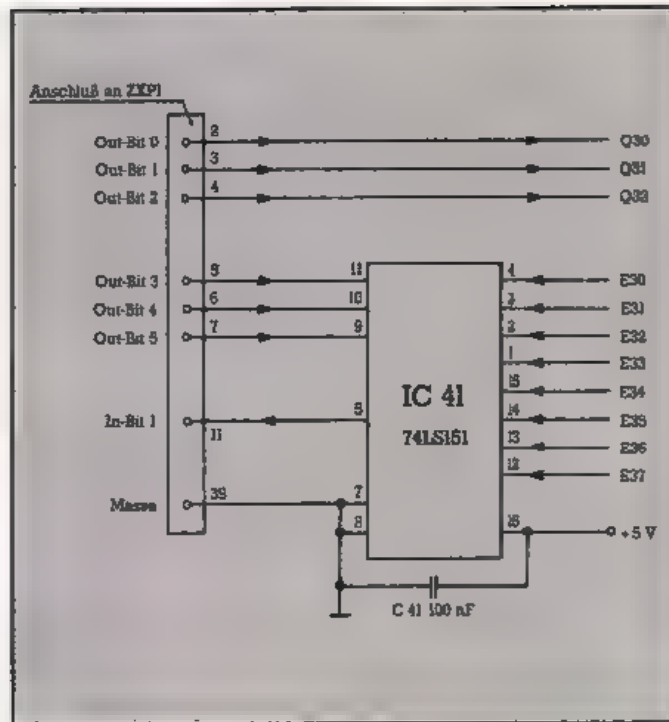 Anschluß an ZXPI
Out-Bit 0 2 Q30
Out-Bit 1 3 Q31
Out-Bit 2 4 Q32
Out-Bit 3 5 11 4 E30
Out-Bit 4 6 10 3 E31
Out-Bit 5 7 9 2 E32
1 E33
15 E34
In-Bit 1 11 5 14 E35
13 E36
12 E37
IC 41
74LS151
Masse 39 7
8 16 +5 V
C 41 100 nF